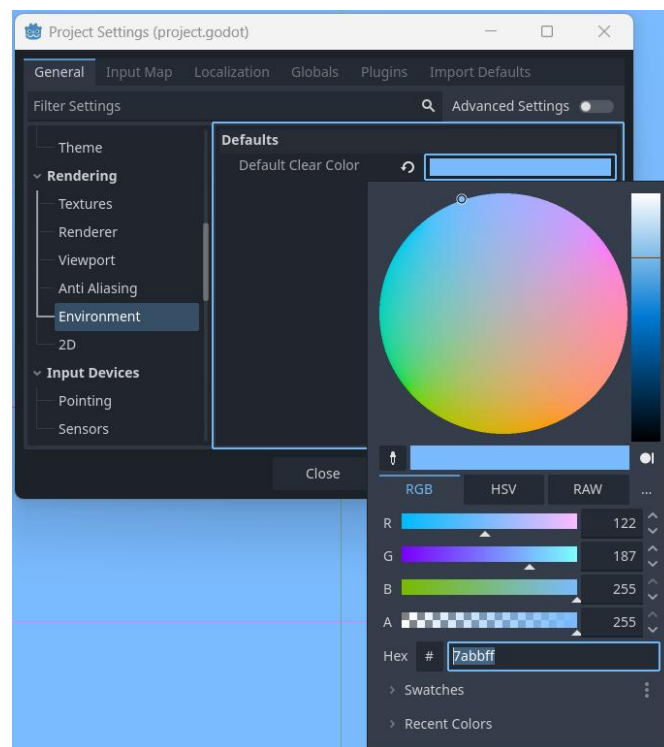 Project Settings (project.godot)
General Input Map Localization Globals Plugins Import Defaults
Filter Settings Advanced Settings
Theme
Rendering
Textures
Renderer
Viewport
Anti Aliasing
Environment
2D
Input Devices
Pointing
Sensors
Defaults
Default Clear Color
Close
RGB HSV RAW ...
R 122
G 187
B 255
A 255
Hex # 7abbff
Swatches
Recent Colors